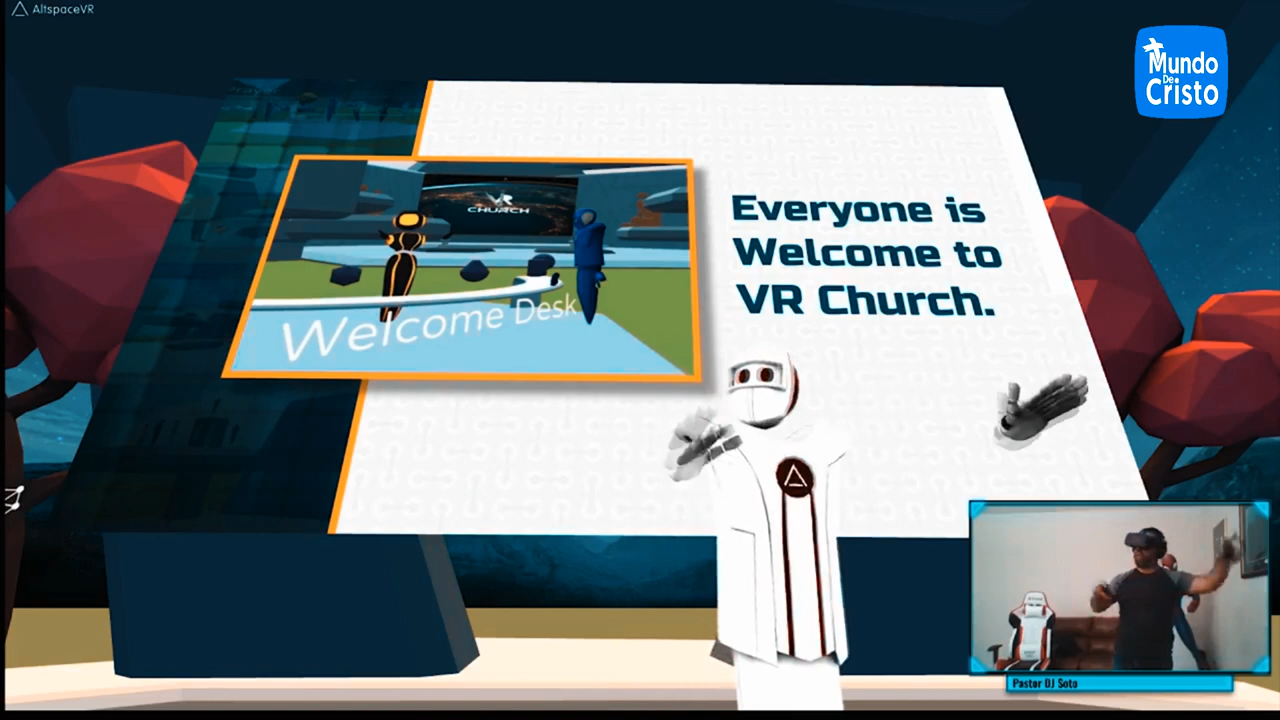 AltspaceVR
Mundo
De
Cristo
VR
CHURCH
Everyone is
Welcome to
VR Church.
Welcome Desk
Pastor DJ Soto